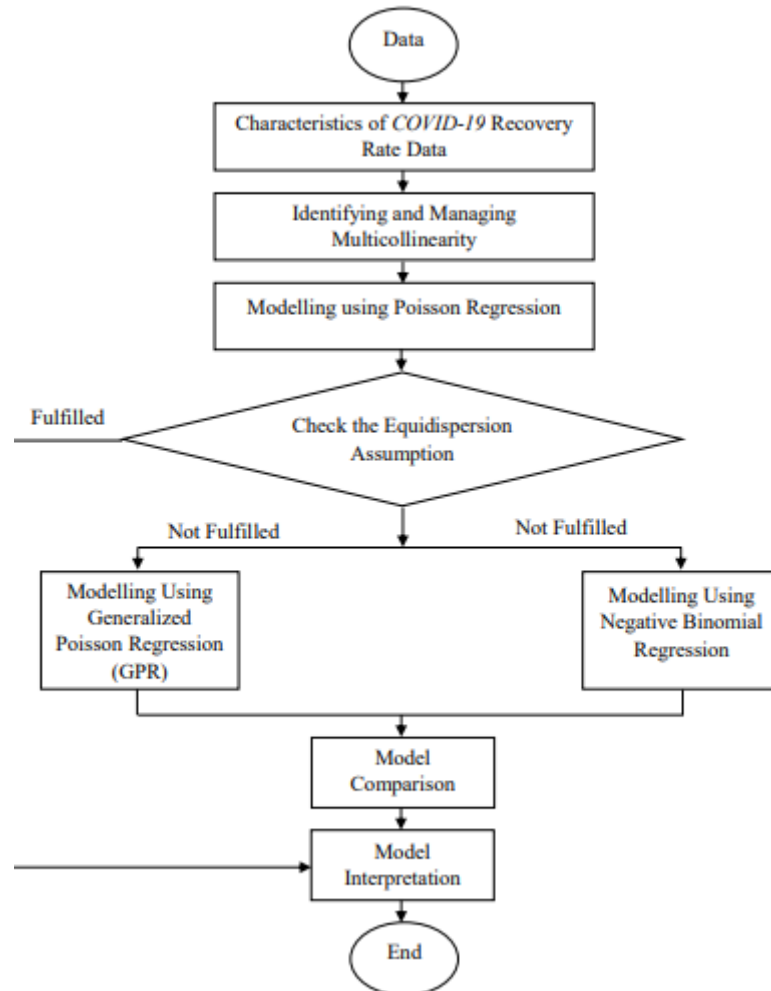 Data
Characteristics of COVID-19 Recovery
Rate Data
Identifying and Managing
Multicollinearity
Modelling using Poisson Regression
Fulfilled
Check the Equidispersion
Assumption
Not Fulfilled
Not Fulfilled
Modelling Using
Generalized
Poisson Regression
(GPR)
Modelling Using
Negative Binomial
Regression
Model
Comparison
Model
Interpretation
End